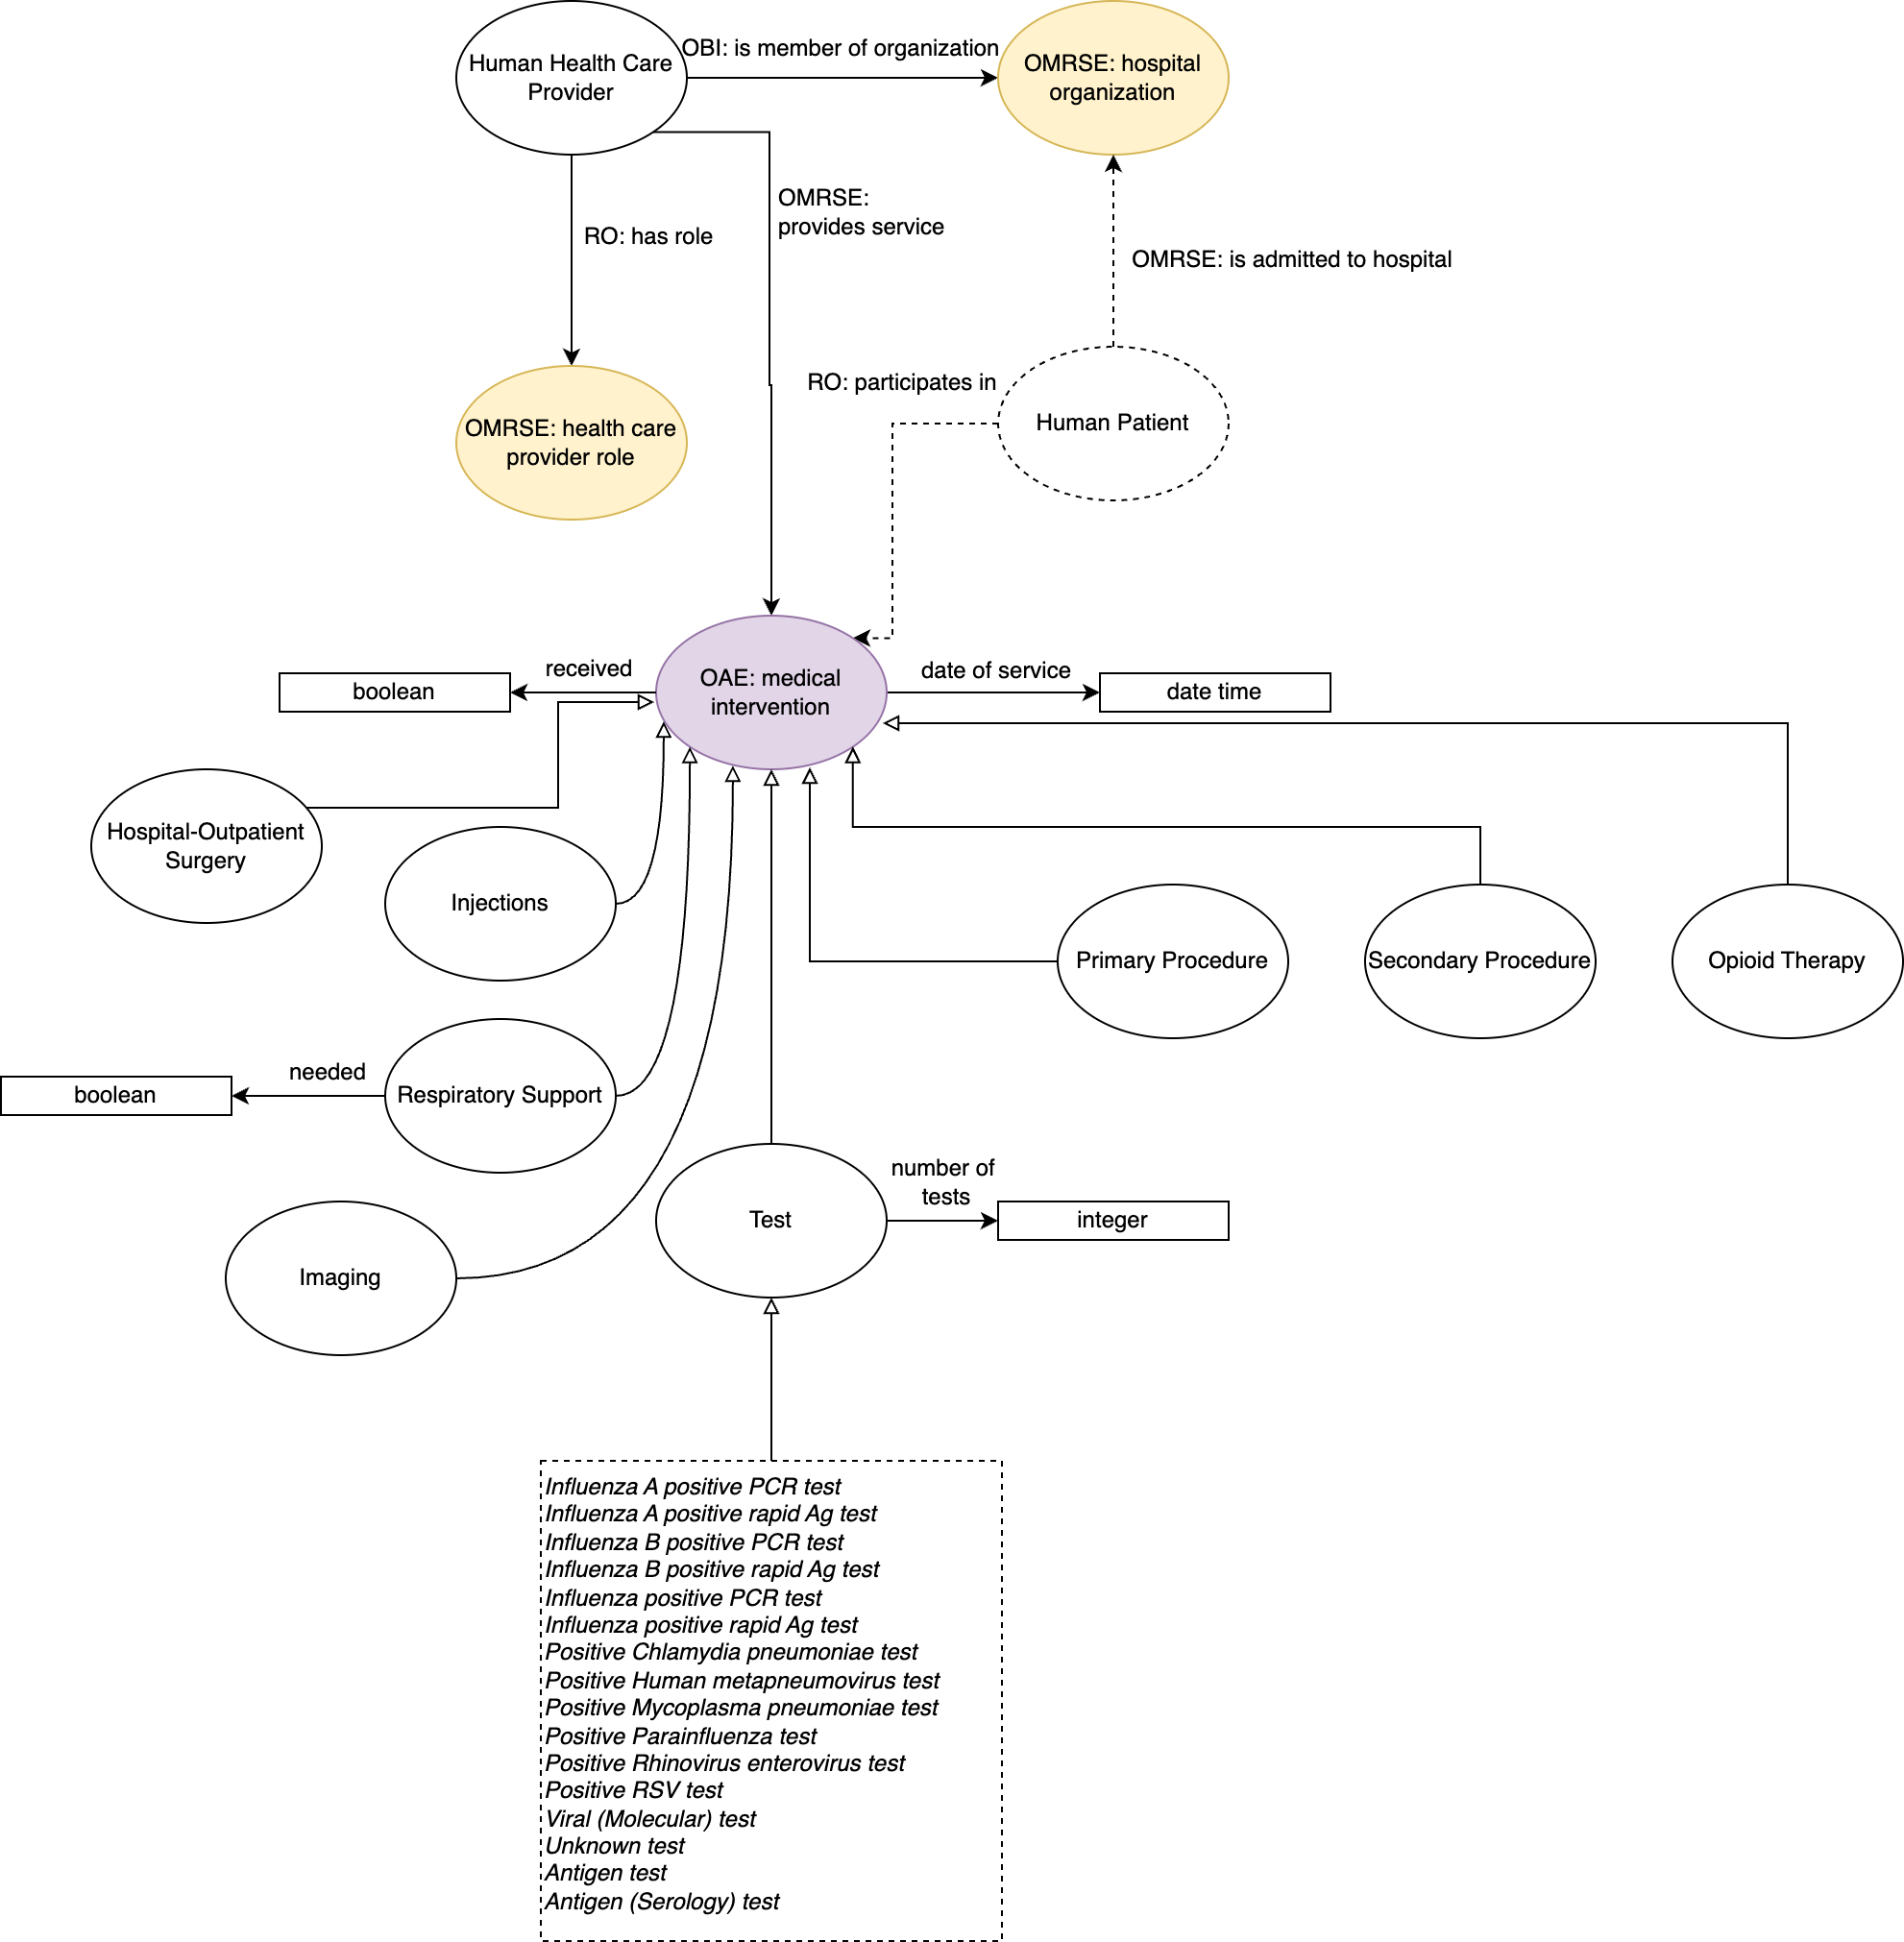 Human Health Care
Provider
OBI: is member of organization
OMRSE: hospital
organization
OMRSE:
provides service
RO: has role
OMRSE: is admitted to hospital
RO: participates in
Human Patient
OMRSE: health care
provider role
received
boolean
OAE: medical
intervention
date of service
date time
Hospital-Outpatient
Surgery
Injections
Primary Procedure
Secondary Procedure
Opioid Therapy
needed
boolean
Respiratory Support
number of
tests
Test
integer
Imaging
Influenza A positive PCR test
Influenza A positive rapid Ag test
Influenza B positive PCR test
Influenza B positive rapid Ag test
Influenza positive PCR test
Influenza positive rapid Ag test
Positive Chlamydia pneumoniae test
Positive Human metapneumovirus test
Positive Mycoplasma pneumoniae test
Positive Parainfluenza test
Positive Rhinovirus enterovirus test
Positive RSV test
Viral (Molecular) test
Unknown test
Antigen test
Antigen (Serology) test